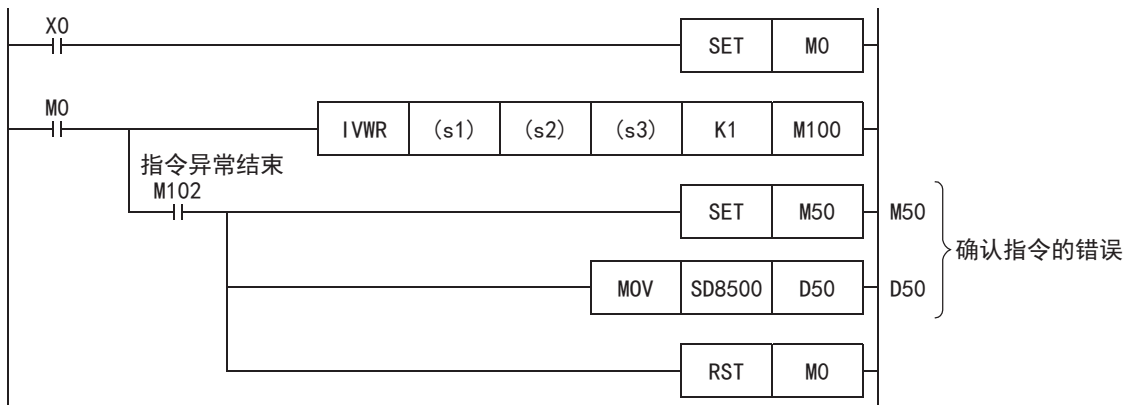 X0
SET M0
M0
IVWR (s1) (s2) (s3) K1 M100
指令异常结束
M102
SET M50 M50
确认指令的错误
MOV SD8500 D50 D50
RST M0